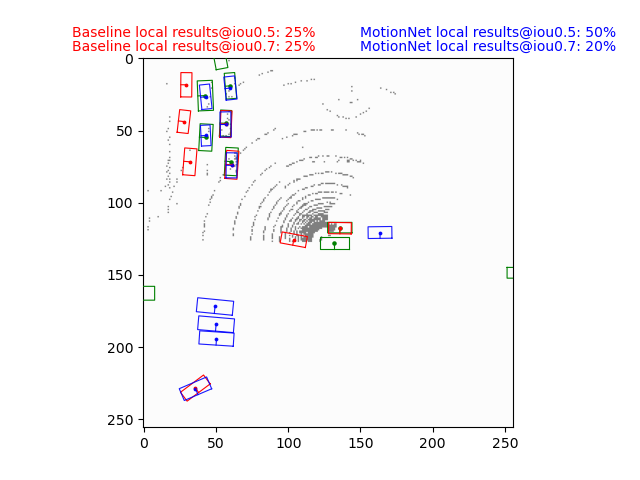 Baseline local results@iou0.5: 25% MotionNet local results@iou0.5: 50%
Baseline local results@iou0.7: 25% MotionNet local results@iou0.7: 20%
0
50
100
150
200
250
0 50 100 150 200 250